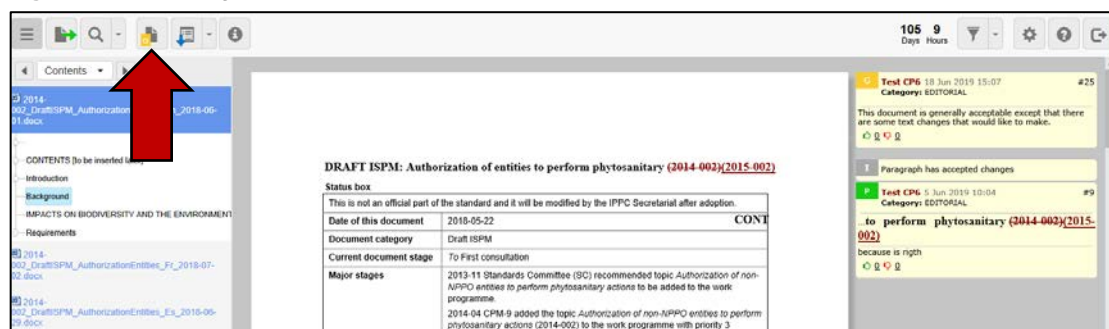 105 9
Days Hours
Contents
2014-
002_DraftISPM_Authorization
_2018-06-
01.docx
CONTENTS [to be inserted
Introduction
Background
IMPACTS ON BIODIVERSITY AND THE ENVIRONMENT
Requirements
2014-
002_DraftISPM_AuthorizationEntities_Fr_2018-07-
02.docx
2014-
002_DraftISPM_AuthorizationEntities_Es_2018-06-
29.docx
DRAFT ISPM: Authorization of entities to perform phytosanitary (2014-002)(2015-002)
Status box
This is not an official part of the standard and it will be modified by the IPPC Secretariat after adoption.
Date of this document 2018-05-22 CONT
Document category Draft ISPM
Current document stage To First consultation
Major stages 2013-11 Standards Committee (SC) recommended topic Authorization of non-
NPPO entities to perform phytosanitary actions to be added to the work
programme.
2014-04 CPM-9 added the topic Authorization of non-NPPO entities to perform
phytosanitary actions (2014-002) to the work programme with priority 3
G Test CP6 18 Jun 2019 15:07 #25
Category: EDITORIAL
This document is generally acceptable except that there
are some text changes that would like to make.
0 0
T Paragraph has accepted changes
P Test CP6 5 Jun 2019 10:04 #9
Category: EDITORIAL
...to perform phytosanitary (2014-002)(2015-
002)
because is rigth
0 0